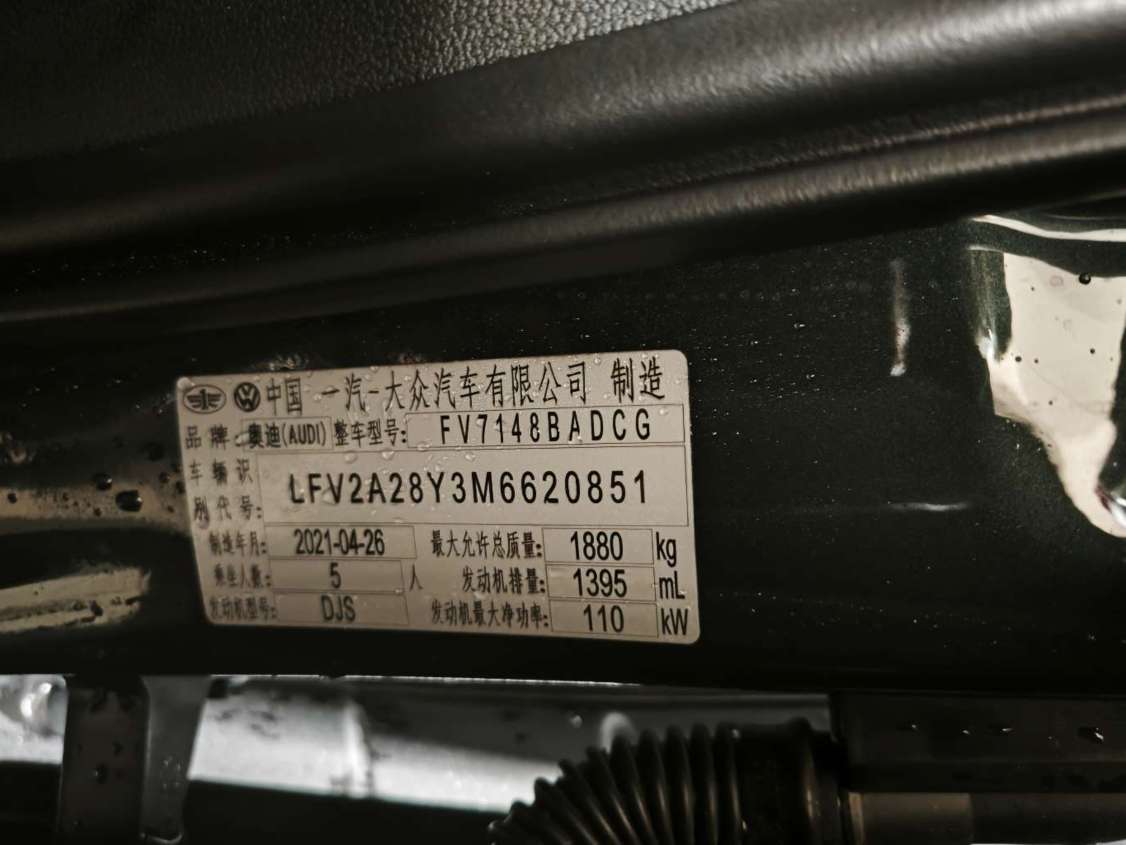 中国 一汽-大众汽车有限公司 制造
品牌: 奥迪(AUDI) 整车型号: FV7148BADCG
车辆识别代号: LFV2A28Y3M6620851
制造年月: 2021-04-26 最大允许总质量: 1880 kg
乘坐人数: 5 人 发动机排量: 1395 mL
发动机型号: DJS 发动机最大净功率: 110 kW